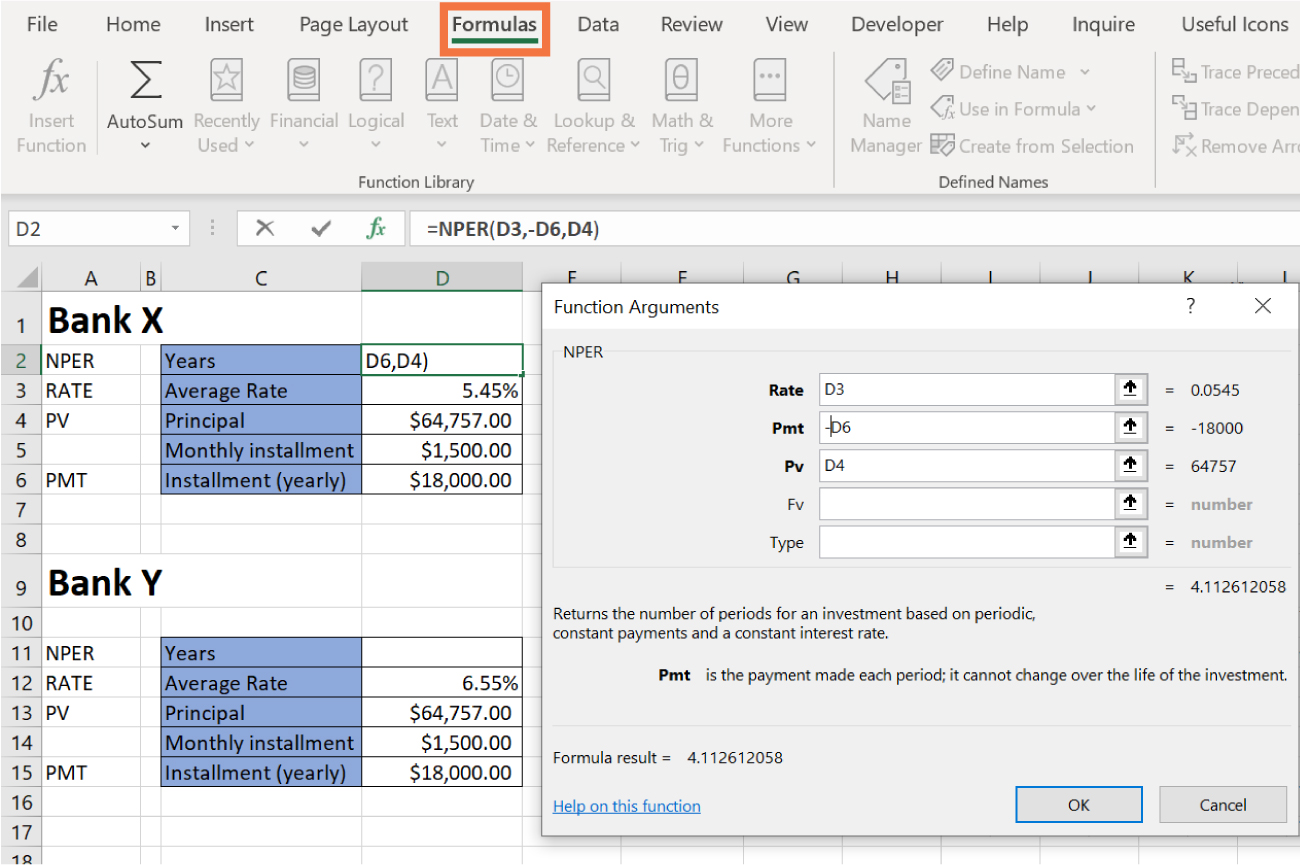 File Home Insert Page Layout Formulas Data Review View Developer Help Inquire Useful Icons
fx Σ ? A θ
Insert Function
AutoSum
Recently Used
Financial
Logical
Text
Date & Time
Lookup & Reference
Math & Trig
More Functions
Function Library
Name Manager
Define Name
Use in Formula
Create from Selection
Defined Names
Trace Preced
Trace Depen
Remove Arro
D2 fx =NPER(D3,-D6,D4)
A B C D
1 Bank X
2 NPER Years D6,D4)
3 RATE Average Rate 5.45%
4 PV Principal $64,757.00
5 Monthly installment $1,500.00
6 PMT Installment (yearly) $18,000.00
7
8
9 Bank Y
10
11 NPER Years
12 RATE Average Rate 6.55%
13 PV Principal $64,757.00
14 Monthly installment $1,500.00
15 PMT Installment (yearly) $18,000.00
16
17
18
Function Arguments ?
NPER
Rate D3 = 0.0545
Pmt -D6 = -18000
Pv D4 = 64757
Fv = number
Type = number
= 4.112612058
Returns the number of periods for an investment based on periodic,
constant payments and a constant interest rate.
Pmt is the payment made each period; it cannot change over the life of the investment.
Formula result = 4.112612058
Help on this function OK Cancel